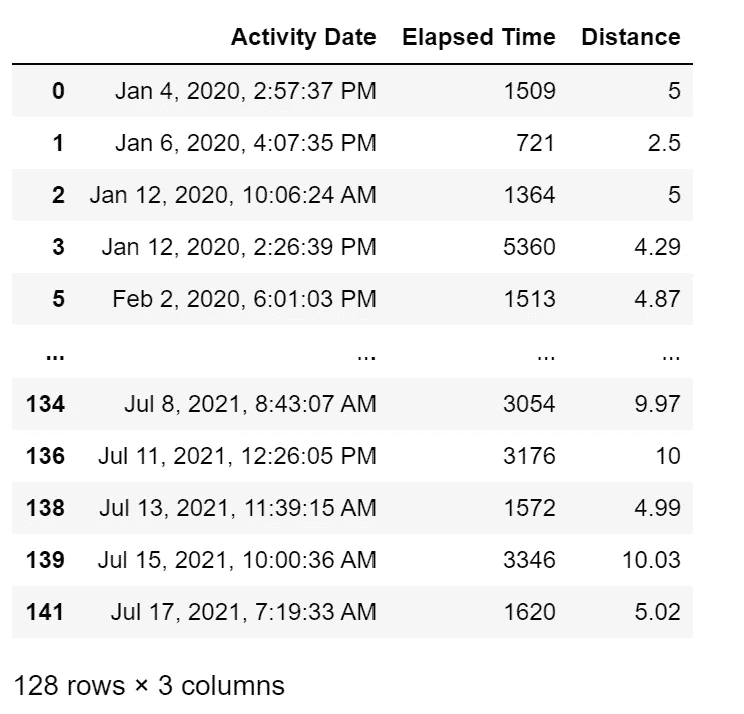 Activity Date Elapsed Time Distance
0 Jan 4, 2020, 2:57:37 PM 1509 5
1 Jan 6, 2020, 4:07:35 PM 721 2.5
2 Jan 12, 2020, 10:06:24 AM 1364 5
3 Jan 12, 2020, 2:26:39 PM 5360 4.29
5 Feb 2, 2020, 6:01:03 PM 1513 4.87
... ... ... ...
134 Jul 8, 2021, 8:43:07 AM 3054 9.97
136 Jul 11, 2021, 12:26:05 PM 3176 10
138 Jul 13, 2021, 11:39:15 AM 1572 4.99
139 Jul 15, 2021, 10:00:36 AM 3346 10.03
141 Jul 17, 2021, 7:19:33 AM 1620 5.02
128 rows × 3 columns